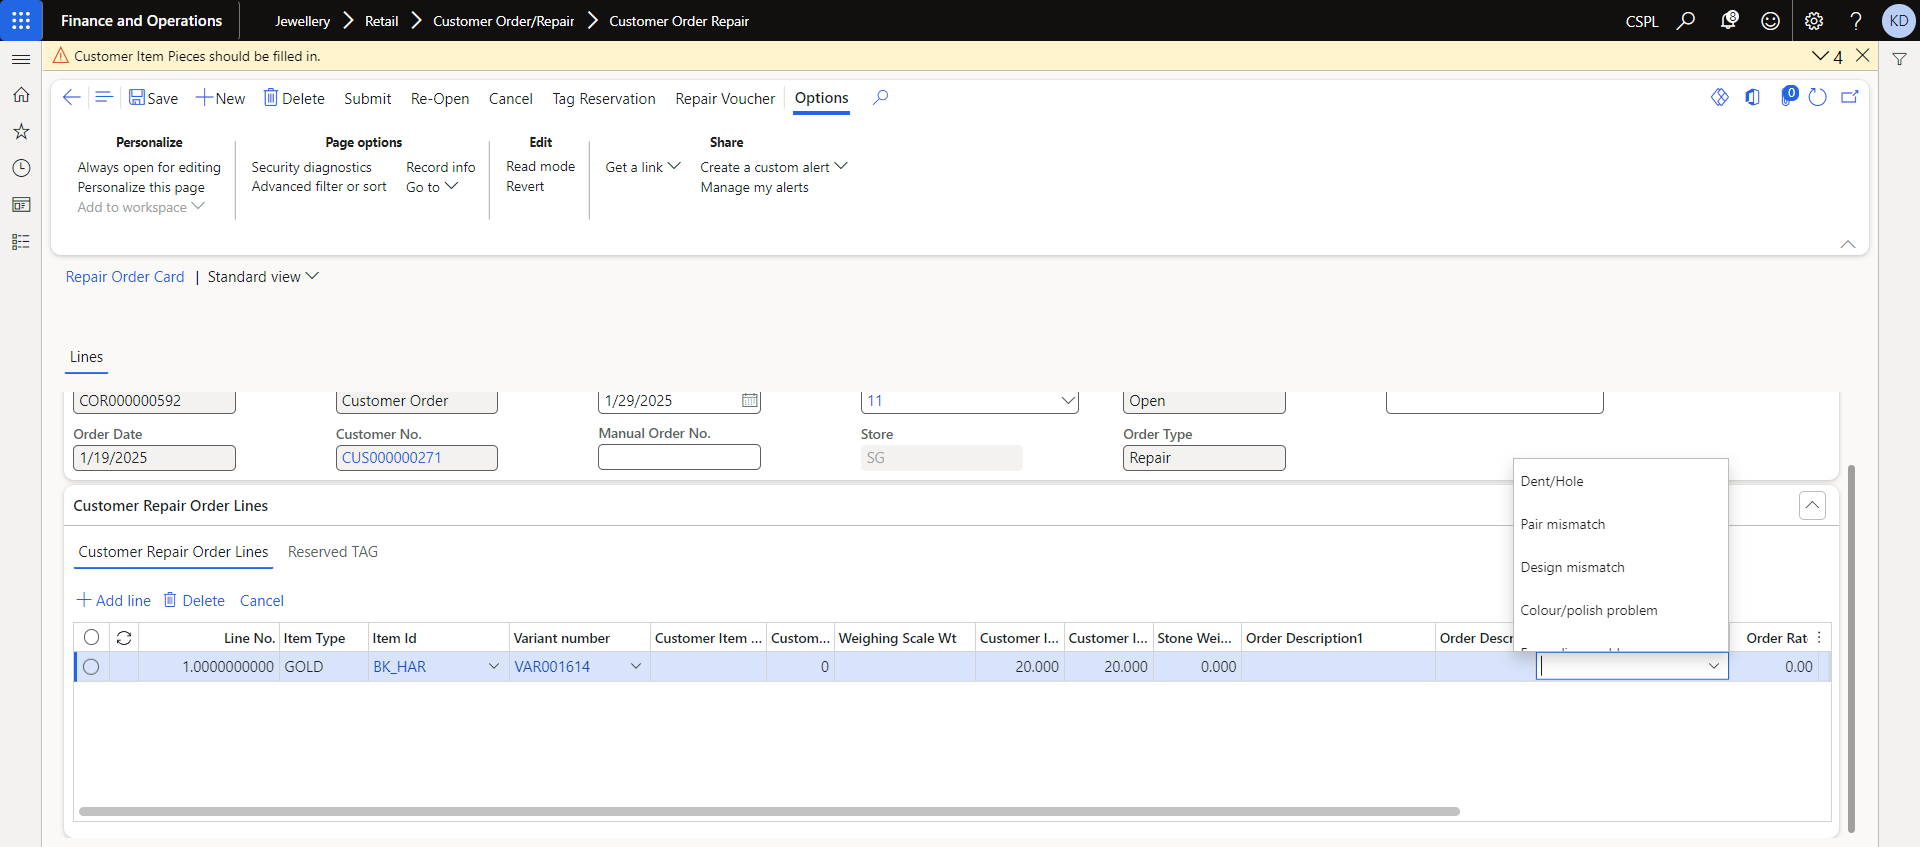 Finance and Operations
Jewellery
Retail
Customer Order/Repair
Customer Order Repair
CSPL
8
?
KD
Customer Item Pieces should be filled in.
4
Save
New
Delete
Submit
Re-Open
Cancel
Tag Reservation
Repair Voucher
Options
0
Personalize
Always open for editing
Personalize this page
Add to workspace
Page options
Security diagnostics
Advanced filter or sort
Record info
Go to
Edit
Read mode
Revert
Share
Get a link
Create a custom alert
Manage my alerts
Repair Order Card | Standard view
Lines
COR000000592
Customer Order
1/29/2025
11
Open
Order Date
Customer No.
Manual Order No.
Store
Order Type
1/19/2025
CUS000000271
SG
Repair
Customer Repair Order Lines
Customer Repair Order Lines
Reserved TAG
Add line
Delete
Cancel
Dent/Hole
Pair mismatch
Design mismatch
Colour/polish problem
Line No. Item Type Item Id Variant number Customer Item ... Custom... Weighing Scale Wt Customer I... Customer I... Stone Wei... Order Description1 Order Descr Order Rat
1.0000000000 GOLD BK_HAR VAR001614 0 20.000 20.000 0.000 0.00